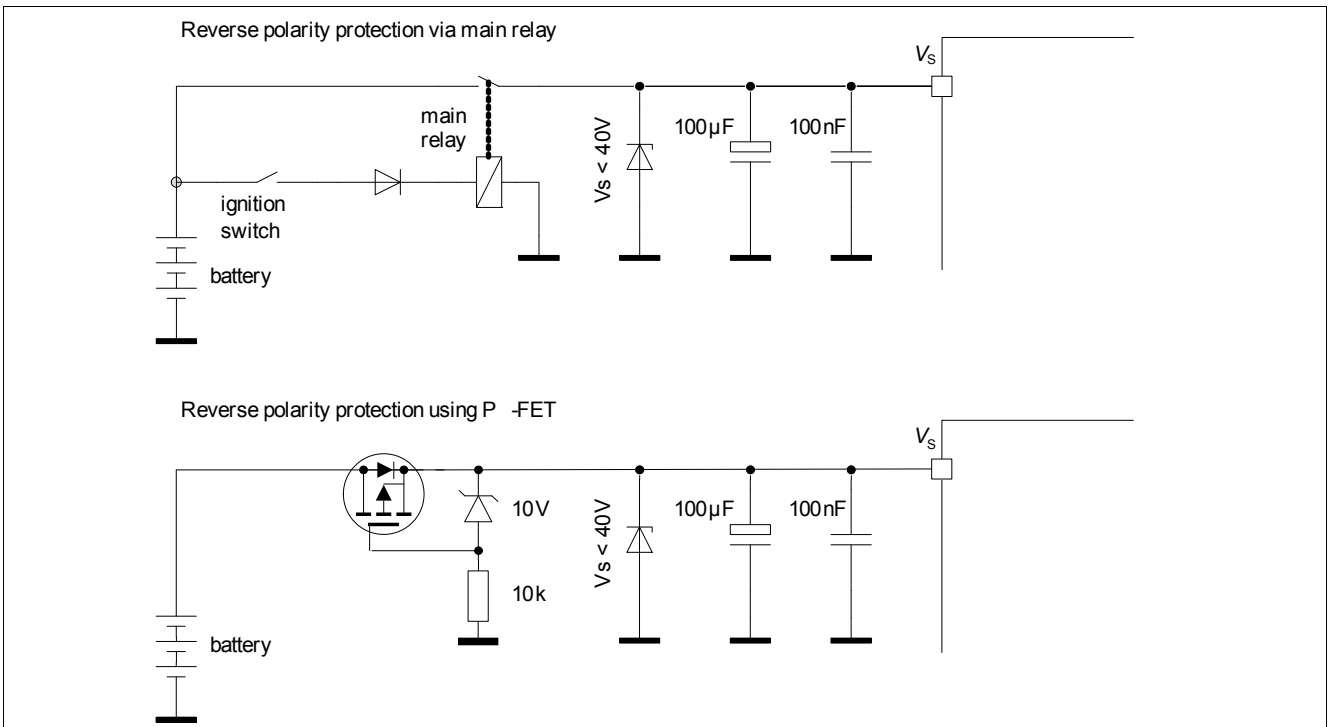 Reverse polarity protection via main relay
VS
main
relay
Vs < 40V
100µF
100nF
ignition
switch
battery
Reverse polarity protection using P -FET
VS
10V
Vs < 40V
100µF
100nF
10k
battery